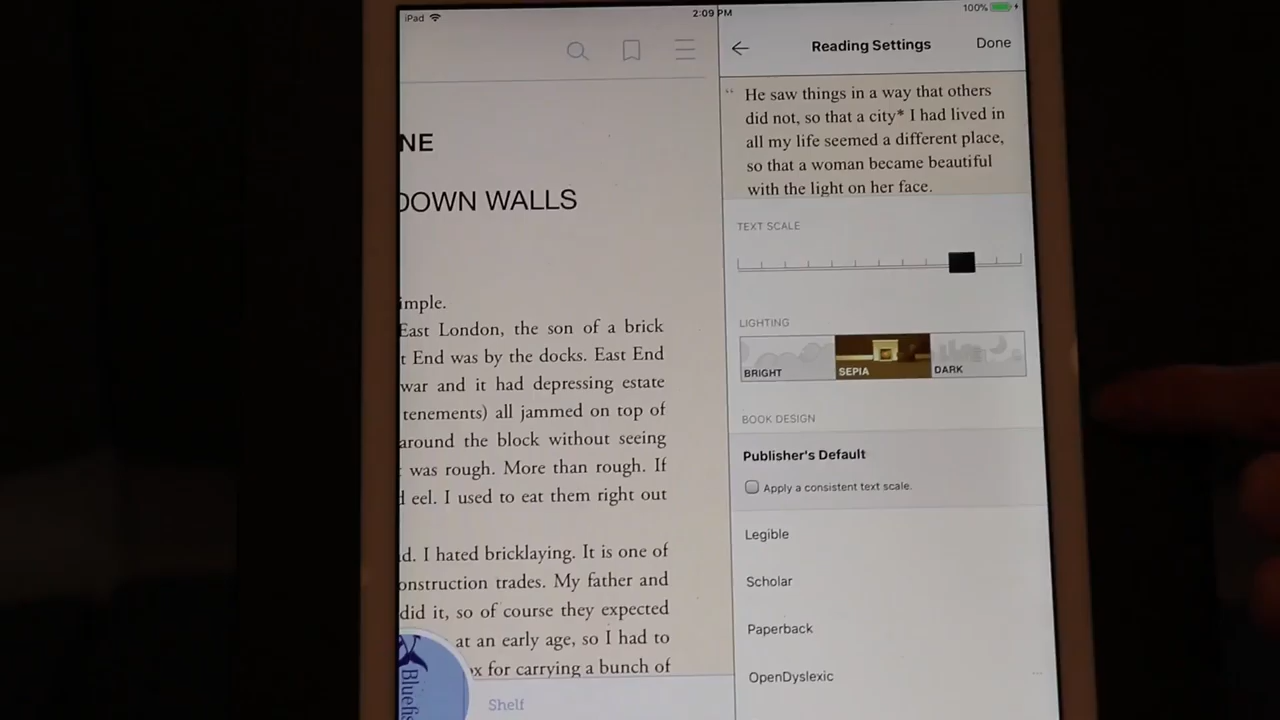 iPad
2:09 PM
100%
NE
DOWN WALLS
imple.
East London, the son of a brick
t End was by the docks. East End
war and it had depressing estate
tenements) all jammed on top of
around the block without seeing
was rough. More than rough. If
eel. I used to eat them right out
d. I hated bricklaying. It is one of
onstruction trades. My father and
did it, so of course they expected
at an early age, so I had to
x for carrying a bunch of
Bluefis
Shelf
Reading Settings
Done
“ He saw things in a way that others
did not, so that a city* I had lived in
all my life seemed a different place,
so that a woman became beautiful
with the light on her face.
TEXT SCALE
LIGHTING
BRIGHT
SEPIA
DARK
BOOK DESIGN
Publisher's Default
Apply a consistent text scale.
Legible
Scholar
Paperback
OpenDyslexic